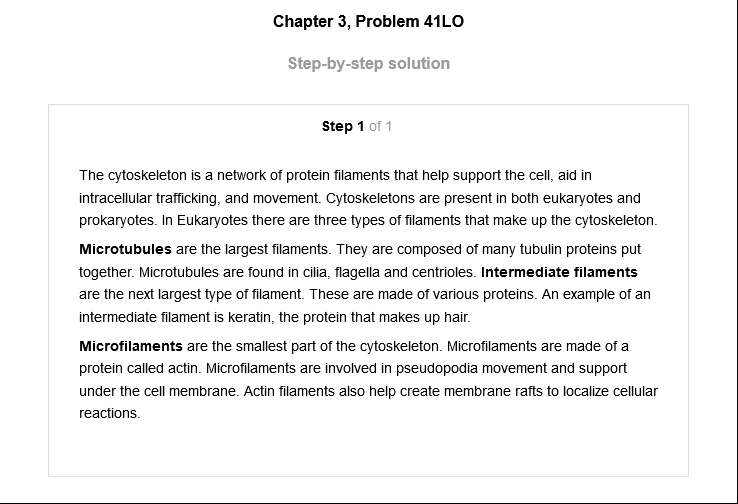 Chapter 3, Problem 41LO
Step-by-step solution
Step 1 of 1
The cytoskeleton is a network of protein filaments that help support the cell, aid in
intracellular trafficking, and movement. Cytoskeletons are present in both eukaryotes and
prokaryotes. In Eukaryotes there are three types of filaments that make up the cytoskeleton.
Microtubules are the largest filaments. They are composed of many tubulin proteins put
together. Microtubules are found in cilia, flagella and centrioles. Intermediate filaments
are the next largest type of filament. These are made of various proteins. An example of an
intermediate filament is keratin, the protein that makes up hair.
Microfilaments are the smallest part of the cytoskeleton. Microfilaments are made of a
protein called actin. Microfilaments are involved in pseudopodia movement and support
under the cell membrane. Actin filaments also help create membrane rafts to localize cellular
reactions.